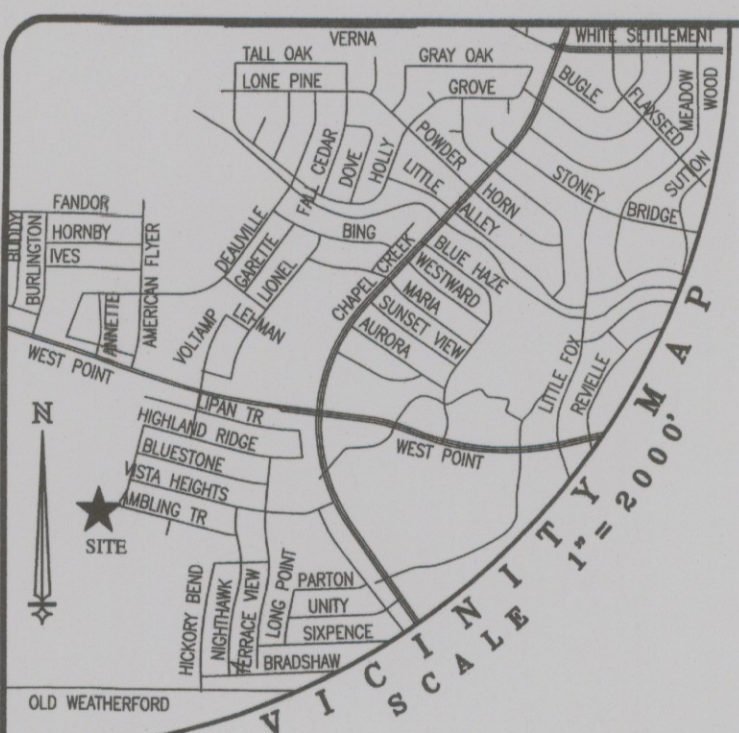 WHITE SETTLEMENT
VERNA
TALL OAK
GRAY OAK
LONE PINE
GROVE
BUGLE
FLAXSEED
MEADOW
WOOD
FALL CEDAR
DOVE
HOLLY
POWDER
HORN
LITTLE
VALLEY
STONEY
BRIDGE
SUTTON
FANDOR
HORNBY
IVES
BUDDY
BURLINGTON
AMERICAN FLYER
ANNETTE
DEAUVILLE
GARETTE
LIONEL
BING
VOLTAMP
LEHMAN
CHAPEL CREEK
BLUE HAZE
WESTWARD
MARIA
SUNSET VIEW
AURORA
LITTLE FOX
REVIELLE
WEST POINT
LIPAN TR
HIGHLAND RIDGE
BLUESTONE
VISTA HEIGHTS
AMBLING TR
WEST POINT
N
SITE
HICKORY BEND
NIGHTHAWK
TERRACE VIEW
LONG POINT
PARTON
UNITY
SIXPENCE
BRADSHAW
OLD WEATHERFORD
VICINITY MAP
SCALE 1"= 2000'